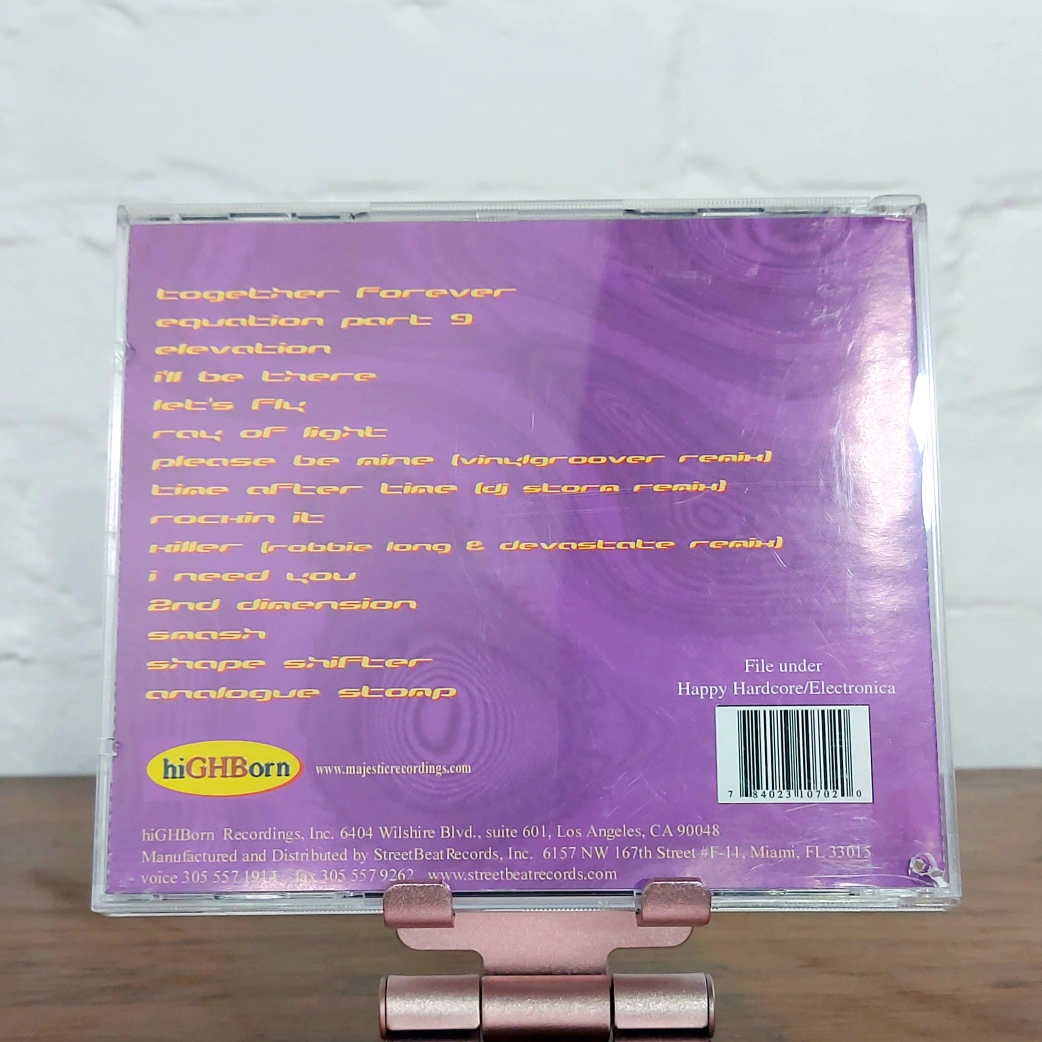 together forever
equation part 9
elevation
i'll be there
let's fly
ray of light
please be mine (vinylgroover remix)
time after time (dj storm remix)
rockin it
killer (robbie long & devastate remix)
i need you
2nd dimension
smash
shape shifter
analogue stomp
File under
Happy Hardcore/Electronica
7 84023 10702 0
hiGHBorn www.majesticrecordings.com
hiGHBorn Recordings, Inc. 6404 Wilshire Blvd., suite 601, Los Angeles, CA 90048
Manufactured and Distributed by StreetBeatRecords, Inc. 6157 NW 167th Street #F-11, Miami, FL 33015
voice 305 557 1911 fax 305 557 9262 www.streetbeatrecords.com